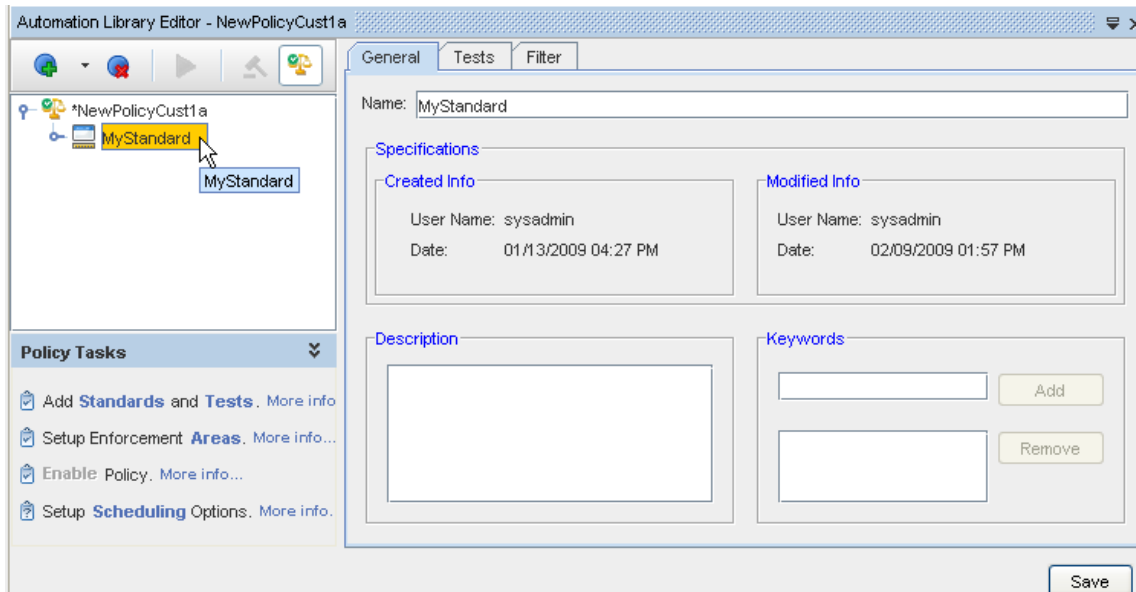 Automation Library Editor - NewPolicyCust1a
General Tests Filter
*NewPolicyCust1a
MyStandard
MyStandard
Name: MyStandard
Specifications
Created Info
User Name: sysadmin
Date: 01/13/2009 04:27 PM
Modified Info
User Name: sysadmin
Date: 02/09/2009 01:57 PM
Policy Tasks
Add Standards and Tests. More info
Setup Enforcement Areas. More info...
Enable Policy. More info...
Setup Scheduling Options. More info.
Description
Keywords
Add
Remove
Save